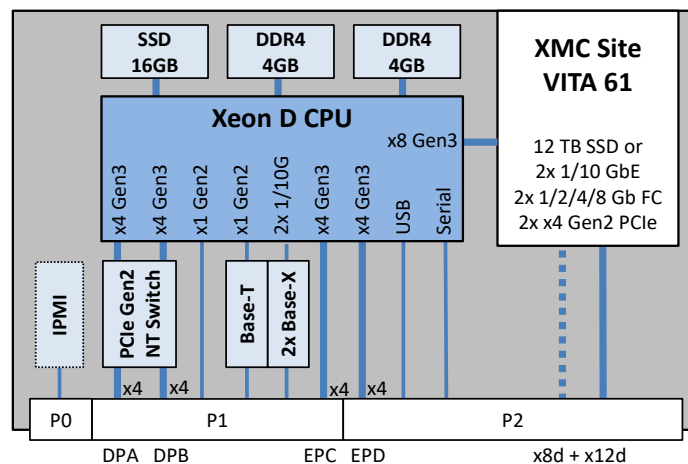 SSD
16GB
DDR4
4GB
DDR4
4GB
XMC Site
VITA 61
12 TB SSD or
2x 1/10 GbE
2x 1/2/4/8 Gb FC
2x x4 Gen2 PCIe
Xeon D CPU
x8 Gen3
x4 Gen3
x4 Gen3
x1 Gen2
x1 Gen2
2x 1/10G
x4 Gen3
x4 Gen3
USB
Serial
IPMI
PCIe Gen2
NT Switch
Base-T
2x Base-X
x4
x4
x4
x4
P0
P1
P2
DPA
DPB
EPC
EPD
x8d + x12d